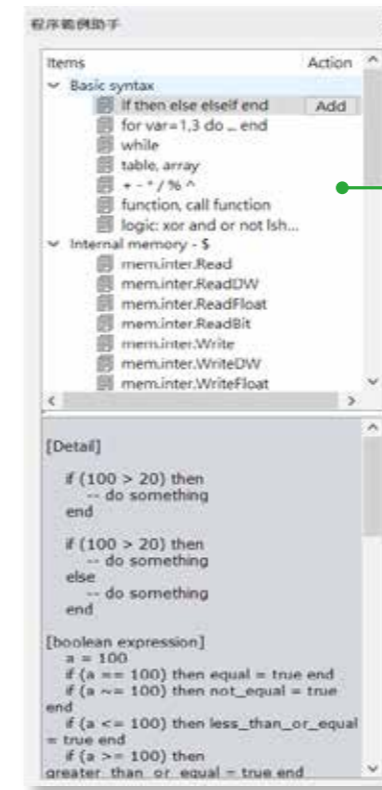 程序範例助手
Items Action
Basic syntax
If then else elseif end Add
for var=1,3 do ... end
while
table, array
+ - * / % ^
function, call function
logic: xor and or not lsh...
Internal memory - $
mem.inter.Read
mem.inter.ReadDW
mem.inter.ReadFloat
mem.inter.ReadBit
mem.inter.Write
mem.inter.WriteDW
mem.inter.WriteFloat
[Detail]
if (100 > 20) then
-- do something
end
if (100 > 20) then
-- do something
else
-- do something
end
[boolean expression]
a = 100
if (a == 100) then equal = true end
if (a ~= 100) then not_equal = true
end
if (a <= 100) then less_than_or_equal
= true end
if (a >= 100) then
greater_than_or_equal = true end